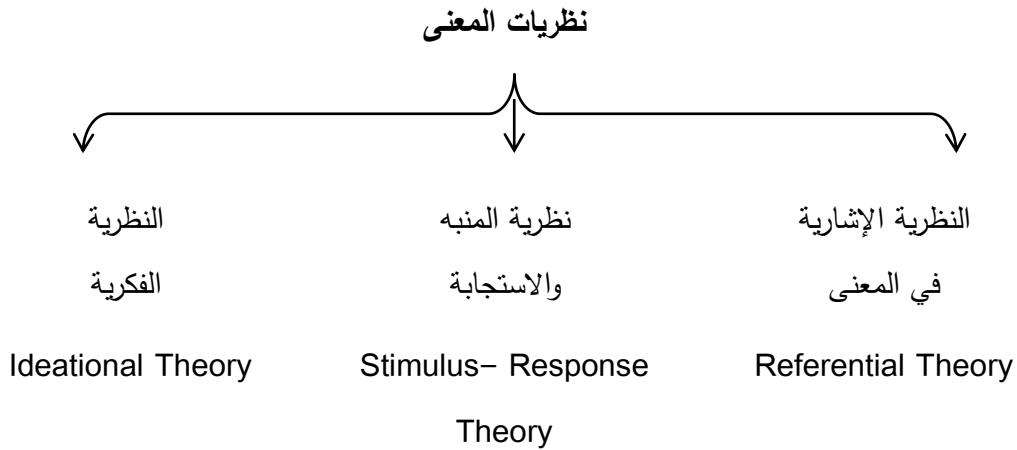 نظريات المعنى
النظرية الإشارية
في المعنى
Referential Theory
نظرية المنبه
والاستجابة
Stimulus– Response
Theory
النظرية
الفكرية
Ideational Theory